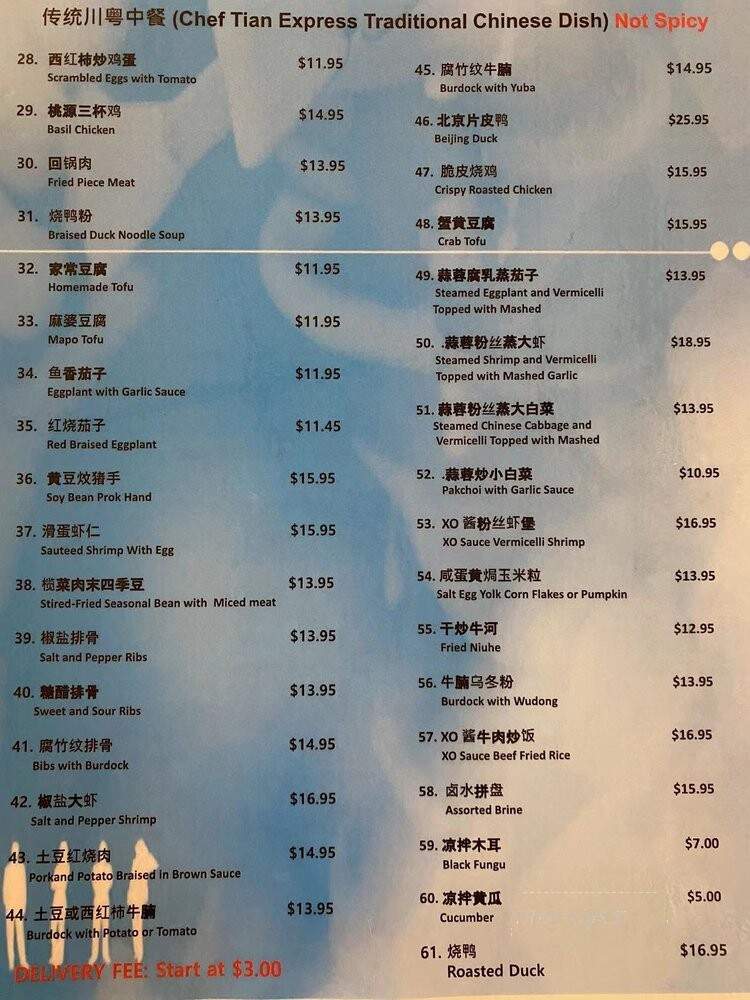 传统川粤中餐 (Chef Tian Express Traditional Chinese Dish) Not Spicy
28. 西红柿炒鸡蛋 $11.95
Scrambled Eggs with Tomato
29. 桃源三杯鸡 $14.95
Basil Chicken
30. 回锅肉 $13.95
Fried Piece Meat
31. 烧鸭粉 $13.95
Braised Duck Noodle Soup
32. 家常豆腐 $11.95
Homemade Tofu
33. 麻婆豆腐 $11.95
Mapo Tofu
34. 鱼香茄子 $11.95
Eggplant with Garlic Sauce
35. 红烧茄子 $11.45
Red Braised Eggplant
36. 黄豆炆猪手 $15.95
Soy Bean Prok Hand
37. 滑蛋虾仁 $15.95
Sauteed Shrimp With Egg
38. 榄菜肉末四季豆 $13.95
Stired-Fried Seasonal Bean with Miced meat
39. 椒盐排骨 $13.95
Salt and Pepper Ribs
40. 糖醋排骨 $13.95
Sweet and Sour Ribs
41. 腐竹纹排骨 $14.95
Bibs with Burdock
42. 椒盐大虾 $16.95
Salt and Pepper Shrimp
43. 土豆红烧肉 $14.95
Porkand Potato Braised in Brown Sauce
44. 土豆或西红柿牛腩 $13.95
Burdock with Potato or Tomato
DELIVERY FEE: Start at $3.00
45. 腐竹纹牛腩 $14.95
Burdock with Yuba
46. 北京片皮鸭 $25.95
Beijing Duck
47. 脆皮烧鸡 $15.95
Crispy Roasted Chicken
48. 蟹黄豆腐 $15.95
Crab Tofu
49. 蒜蓉腐乳蒸茄子 $13.95
Steamed Eggplant and Vermicelli
Topped with Mashed
50. .蒜蓉粉丝蒸大虾 $18.95
Steamed Shrimp and Vermicelli
Topped with Mashed Garlic
51. 蒜蓉粉丝蒸大白菜 $13.95
Steamed Chinese Cabbage and
Vermicelli Topped with Mashed
52. .蒜蓉炒小白菜 $10.95
Pakchoi with Garlic Sauce
53. XO 酱粉丝虾堡 $16.95
XO Sauce Vermicelli Shrimp
54. 咸蛋黄焗玉米粒 $13.95
Salt Egg Yolk Corn Flakes or Pumpkin
55. 干炒牛河 $12.95
Fried Niuhe
56. 牛腩乌冬粉 $13.95
Burdock with Wudong
57. XO 酱牛肉炒饭 $16.95
XO Sauce Beef Fried Rice
58. 卤水拼盘 $15.95
Assorted Brine
59. 凉拌木耳 $7.00
Black Fungu
60. 凉拌黄瓜 $5.00
Cucumber
61. 烧鸭 $16.95
Roasted Duck